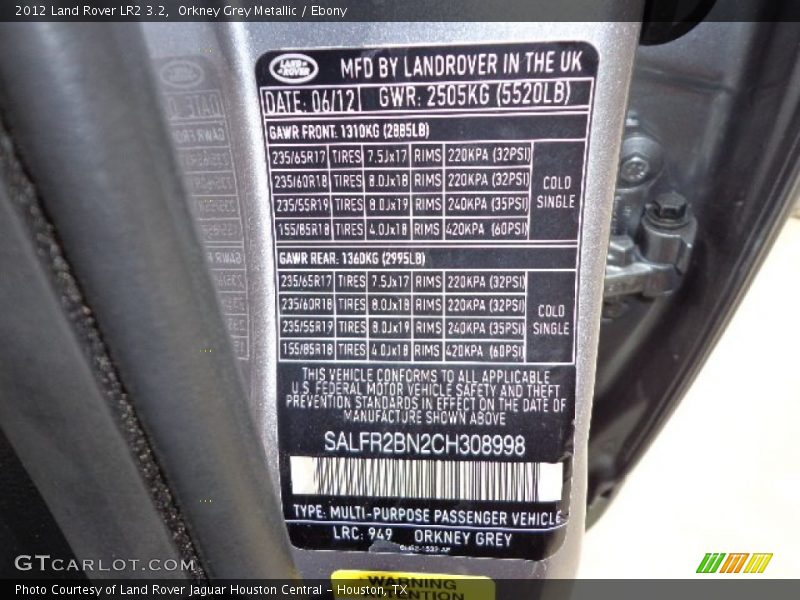 2012 Land Rover LR2 3.2,  Orkney Grey Metallic / Ebony
LAND ROVER
MFD BY LANDROVER IN THE UK
DATE: 06/12 GWR: 2505KG (5520LB)
GAWR FRONT: 1310KG (2885LB)
235/65R17 TIRES 7.5Jx17 RIMS 220KPA (32PSI)
235/60R18 TIRES 8.0Jx18 RIMS 220KPA (32PSI)
235/55R19 TIRES 8.0Jx19 RIMS 240KPA (35PSI)
155/85R18 TIRES 4.0Jx18 RIMS 420KPA (60PSI)
COLD
SINGLE
GAWR REAR: 1360KG (2995LB)
235/65R17 TIRES 7.5Jx17 RIMS 220KPA (32PSI)
235/60R18 TIRES 8.0Jx18 RIMS 220KPA (32PSI)
235/55R19 TIRES 8.0Jx19 RIMS 240KPA (35PSI)
155/85R18 TIRES 4.0Jx18 RIMS 420KPA (60PSI)
COLD
SINGLE
THIS VEHICLE CONFORMS TO ALL APPLICABLE
U.S. FEDERAL MOTOR VEHICLE SAFETY AND THEFT
PREVENTION STANDARDS IN EFFECT ON THE DATE OF
MANUFACTURE SHOWN ABOVE
SALFR2BN2CH308998
TYPE: MULTI-PURPOSE PASSENGER VEHICLE
LRC: 949 ORKNEY GREY
WARNING
ATTENTION
GTCARLOT.COM
Photo Courtesy of Land Rover Jaguar Houston Central - Houston, TX